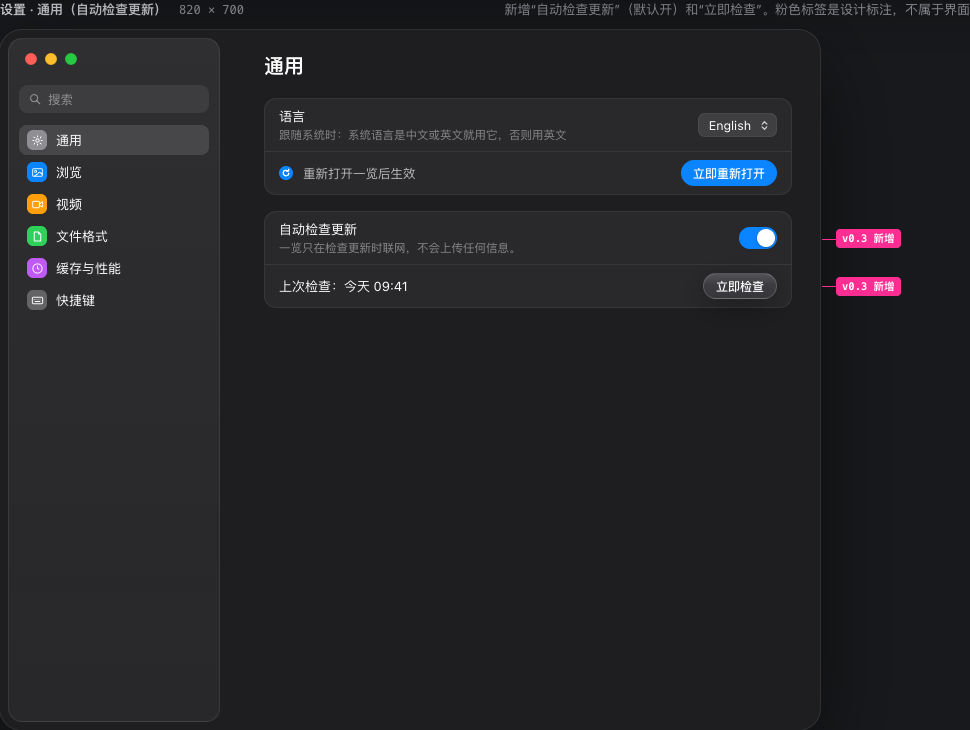 设置 · 通用（自动检查更新） 820 × 700
新增“自动检查更新”（默认开）和“立即检查”。粉色标签是设计标注，不属于界面
搜索
通用
浏览
视频
文件格式
缓存与性能
快捷键
通用
语言
跟随系统时：系统语言是中文或英文就用它，否则用英文
English
重新打开一览后生效
立即重新打开
自动检查更新
一览只在检查更新时联网，不会上传任何信息。
v0.3 新增
上次检查：今天 09:41
立即检查
v0.3 新增